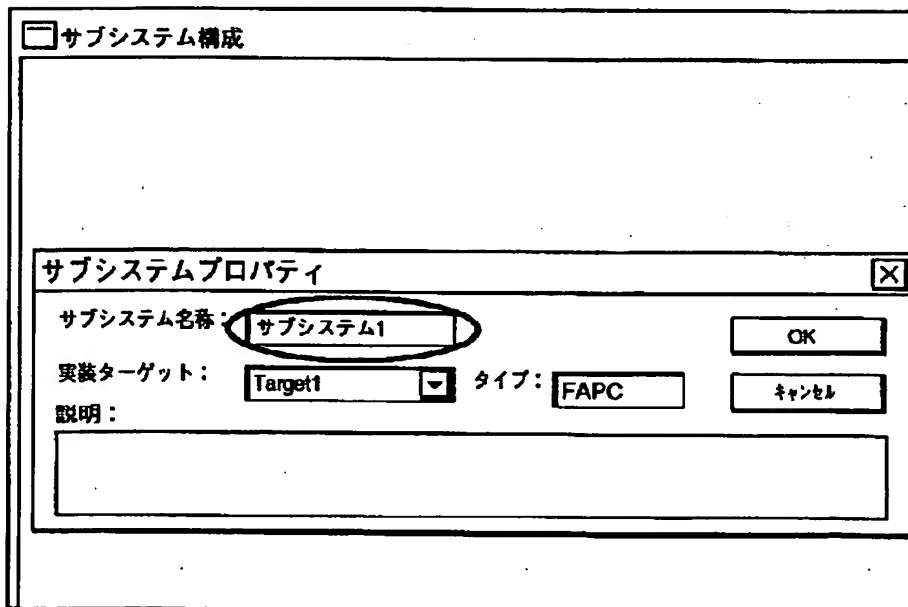 サブシステム構成
サブシステムプロパティ
サブシステム名称：
サブシステム1
OK
実装ターゲット：
Target1
タイプ：
FAPC
キャンセル
説明：